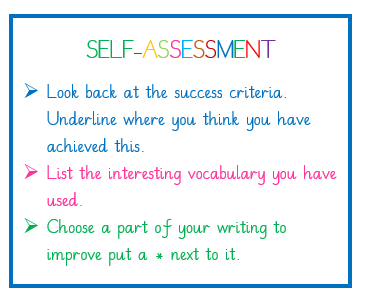 SELF-ASSESSMENT
➢ Look back at the success criteria.
Underline where you think you have
achieved this.
➢ List the interesting vocabulary you have
used.
➢ Choose a part of your writing to
improve put a * next to it.